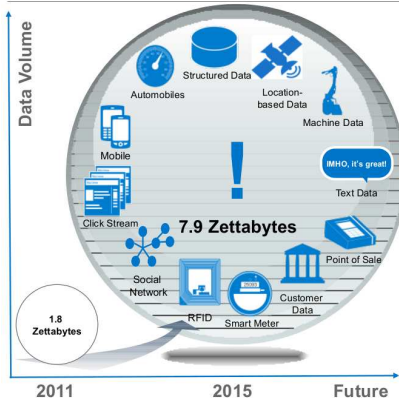 Data Volume
Structured Data
Automobiles
Location-
based Data
Machine Data
Mobile
!
IMHO, it's great!
Text Data
Click Stream
7.9 Zettabytes
Point of Sale
Social
Network
Customer
Data
RFID
Smart Meter
1.8
Zettabytes
2011
2015
Future